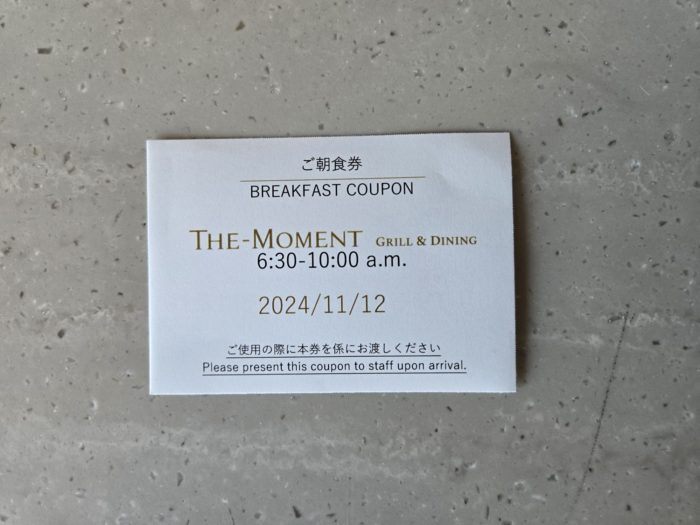 ご朝食券
BREAKFAST COUPON
THE-MOMENT GRILL & DINING
6:30-10:00 a.m.
2024/11/12
ご使用の際に本券を係にお渡しください
Please present this coupon to staff upon arrival.